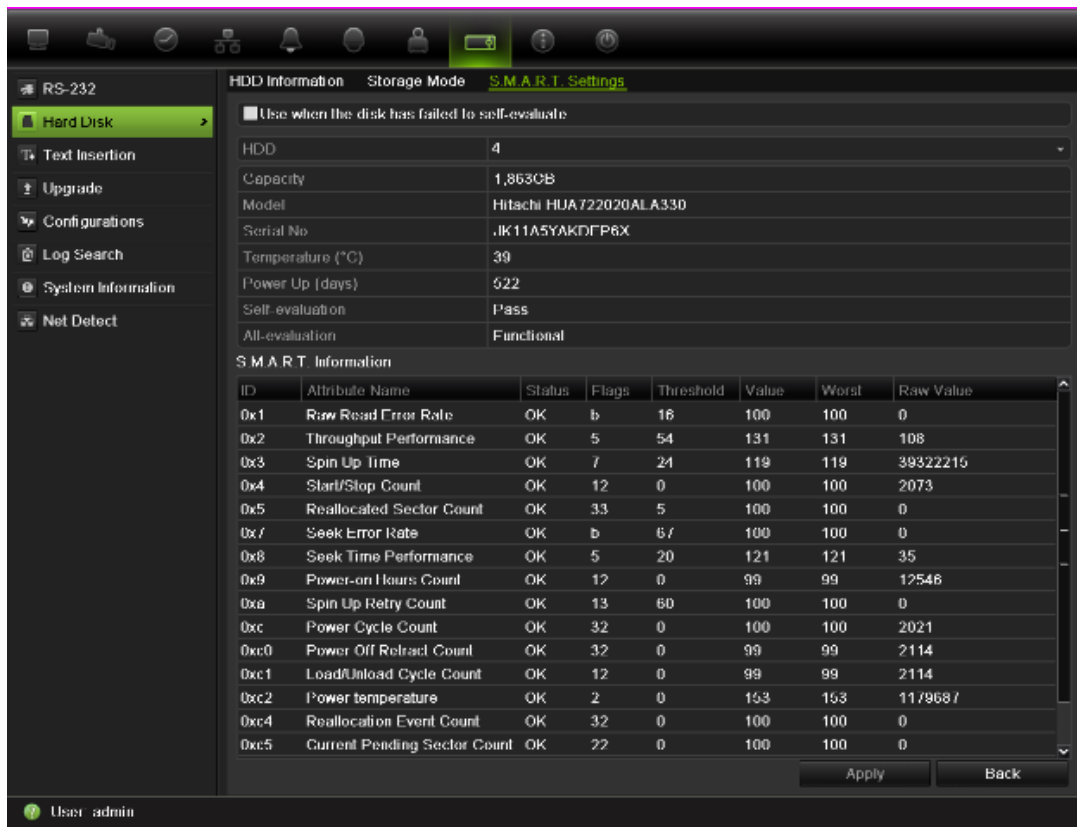 HDD Information Storage Mode S.M.A.R.T. Settings
RS-232
Hard Disk
Text Insertion
Upgrade
Configurations
Log Search
System Information
Net Detect
Use when the disk has failed to self-evaluate
HDD 4
Capacity 1,863GB
Model Hitachi HUA722020ALA330
Serial No JK11A5YAKDEP6X
Temperature (°C) 39
Power Up (days) 522
Self-evaluation Pass
All-evaluation Functional
S.M.A.R.T. Information
ID Attribute Name Status Flags Threshold Value Worst Raw Value
0x1 Raw Read Error Rate OK b 16 100 100 0
0x2 Throughput Performance OK 5 54 131 131 108
0x3 Spin Up Time OK 7 24 119 119 39322215
0x4 Start/Stop Count OK 12 0 100 100 2073
0x5 Reallocated Sector Count OK 33 5 100 100 0
0x7 Seek Error Rate OK b 67 100 100 0
0x8 Seek Time Performance OK 5 20 121 121 35
0x9 Power-on Hours Count OK 12 0 99 99 12546
0xa Spin Up Retry Count OK 13 60 100 100 0
0xc Power Cycle Count OK 32 0 100 100 2021
0xc0 Power Off Retract Count OK 32 0 99 99 2114
0xc1 Load/Unload Cycle Count OK 12 0 99 99 2114
0xc2 Power temperature OK 2 0 153 153 1179687
0xc4 Reallocation Event Count OK 32 0 100 100 0
0xc5 Current Pending Sector Count OK 22 0 100 100 0
Apply Back
User: admin